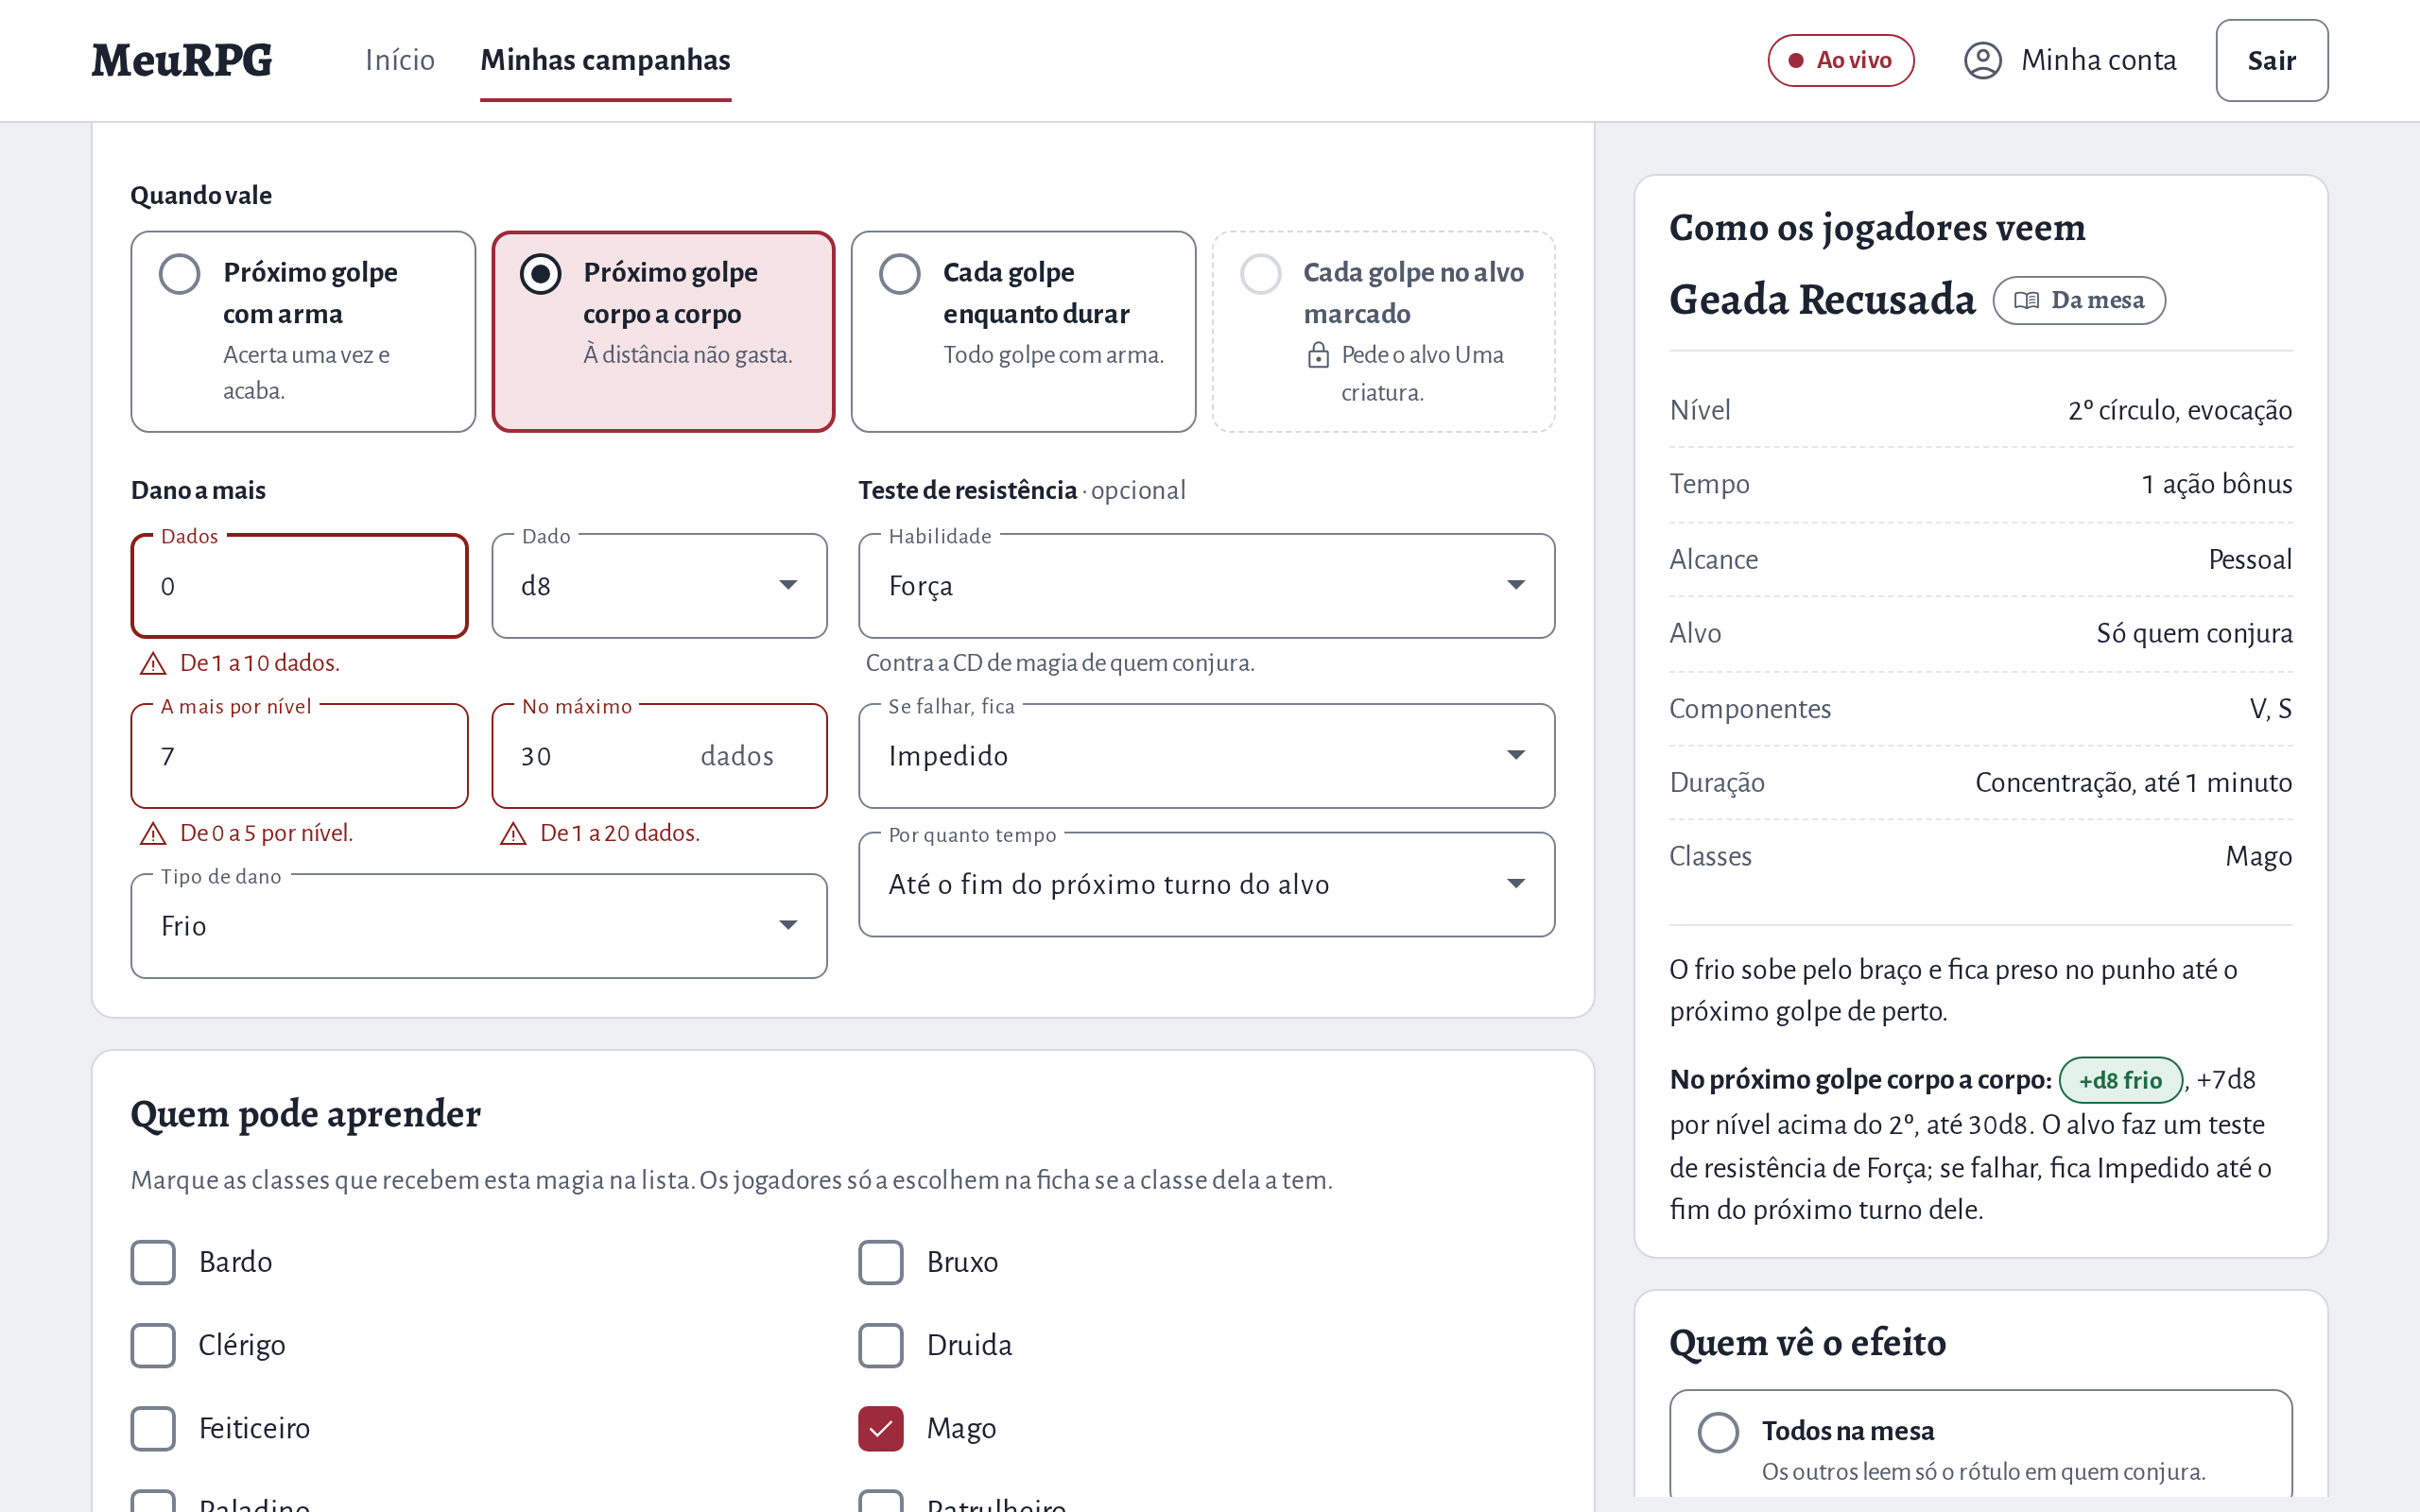 MeuRPG
Início
Minhas campanhas
Ao vivo
Minha conta
Sair
Quando vale
Próximo golpe
com arma
Acerta uma vez e
acaba.
Próximo golpe
corpo a corpo
À distância não gasta.
Cada golpe
enquanto durar
Todo golpe com arma.
Cada golpe no alvo
marcado
Pede o alvo Uma
criatura.
Dano a mais
Dados
0
De 1 a 10 dados.
Dado
d8
A mais por nível
7
De 0 a 5 por nível.
No máximo
30 dados
De 1 a 20 dados.
Tipo de dano
Frio
Teste de resistência · opcional
Habilidade
Força
Contra a CD de magia de quem conjura.
Se falhar, fica
Impedido
Por quanto tempo
Até o fim do próximo turno do alvo
Quem pode aprender
Marque as classes que recebem esta magia na lista. Os jogadores só a escolhem na ficha se a classe dela a tem.
Bardo
Bruxo
Clérigo
Druida
Feiticeiro
Mago
Paladino
Patrulheiro
Como os jogadores veem
Geada Recusada
Da mesa
Nível 2º círculo, evocação
Tempo 1 ação bônus
Alcance Pessoal
Alvo Só quem conjura
Componentes V, S
Duração Concentração, até 1 minuto
Classes Mago
O frio sobe pelo braço e fica preso no punho até o
próximo golpe de perto.
No próximo golpe corpo a corpo: +d8 frio, +7d8
por nível acima do 2º, até 30d8. O alvo faz um teste
de resistência de Força; se falhar, fica Impedido até o
fim do próximo turno dele.
Quem vê o efeito
Todos na mesa
Os outros leem só o rótulo em quem conjura.